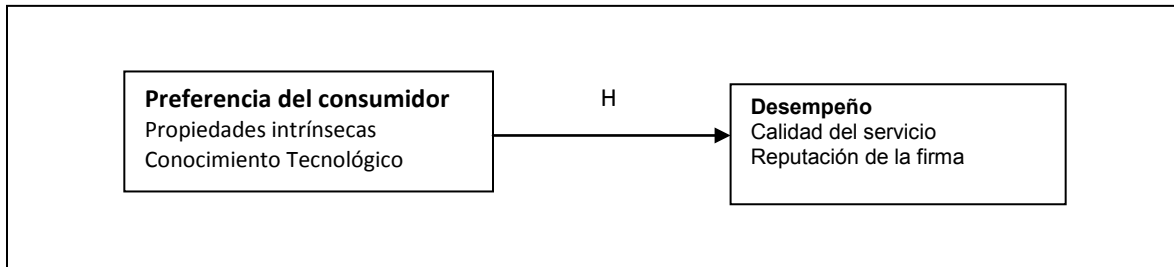 Preferencia del consumidor
Propiedades intrínsecas
Conocimiento Tecnológico
H
Desempeño
Calidad del servicio
Reputación de la firma